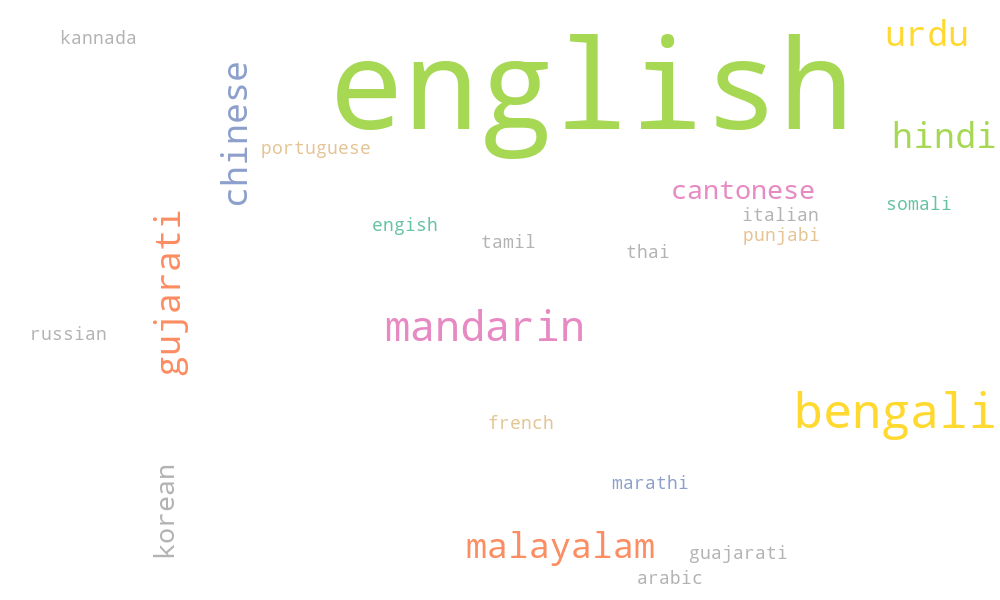 kannada
english
urdu
chinese
hindi
portuguese
cantonese
somali
italian
engish
punjabi
tamil
thai
gujarati
mandarin
russian
bengali
french
marathi
korean
malayalam
guajarati
arabic